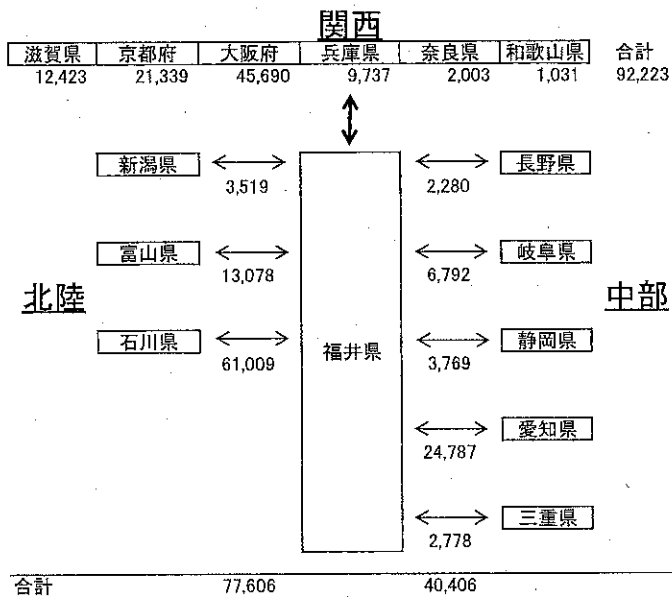 関西
滋賀県 京都府 大阪府 兵庫県 奈良県 和歌山県 合計
12,423 21,339 45,690 9,737 2,003 1,031 92,223
新潟県 長野県
3,519 2,280
富山県 岐阜県
13,078 6,792
北陸 中部
石川県 福井県 静岡県
61,009 3,769
愛知県
24,787
三重県
2,778
合計 77,606 40,406